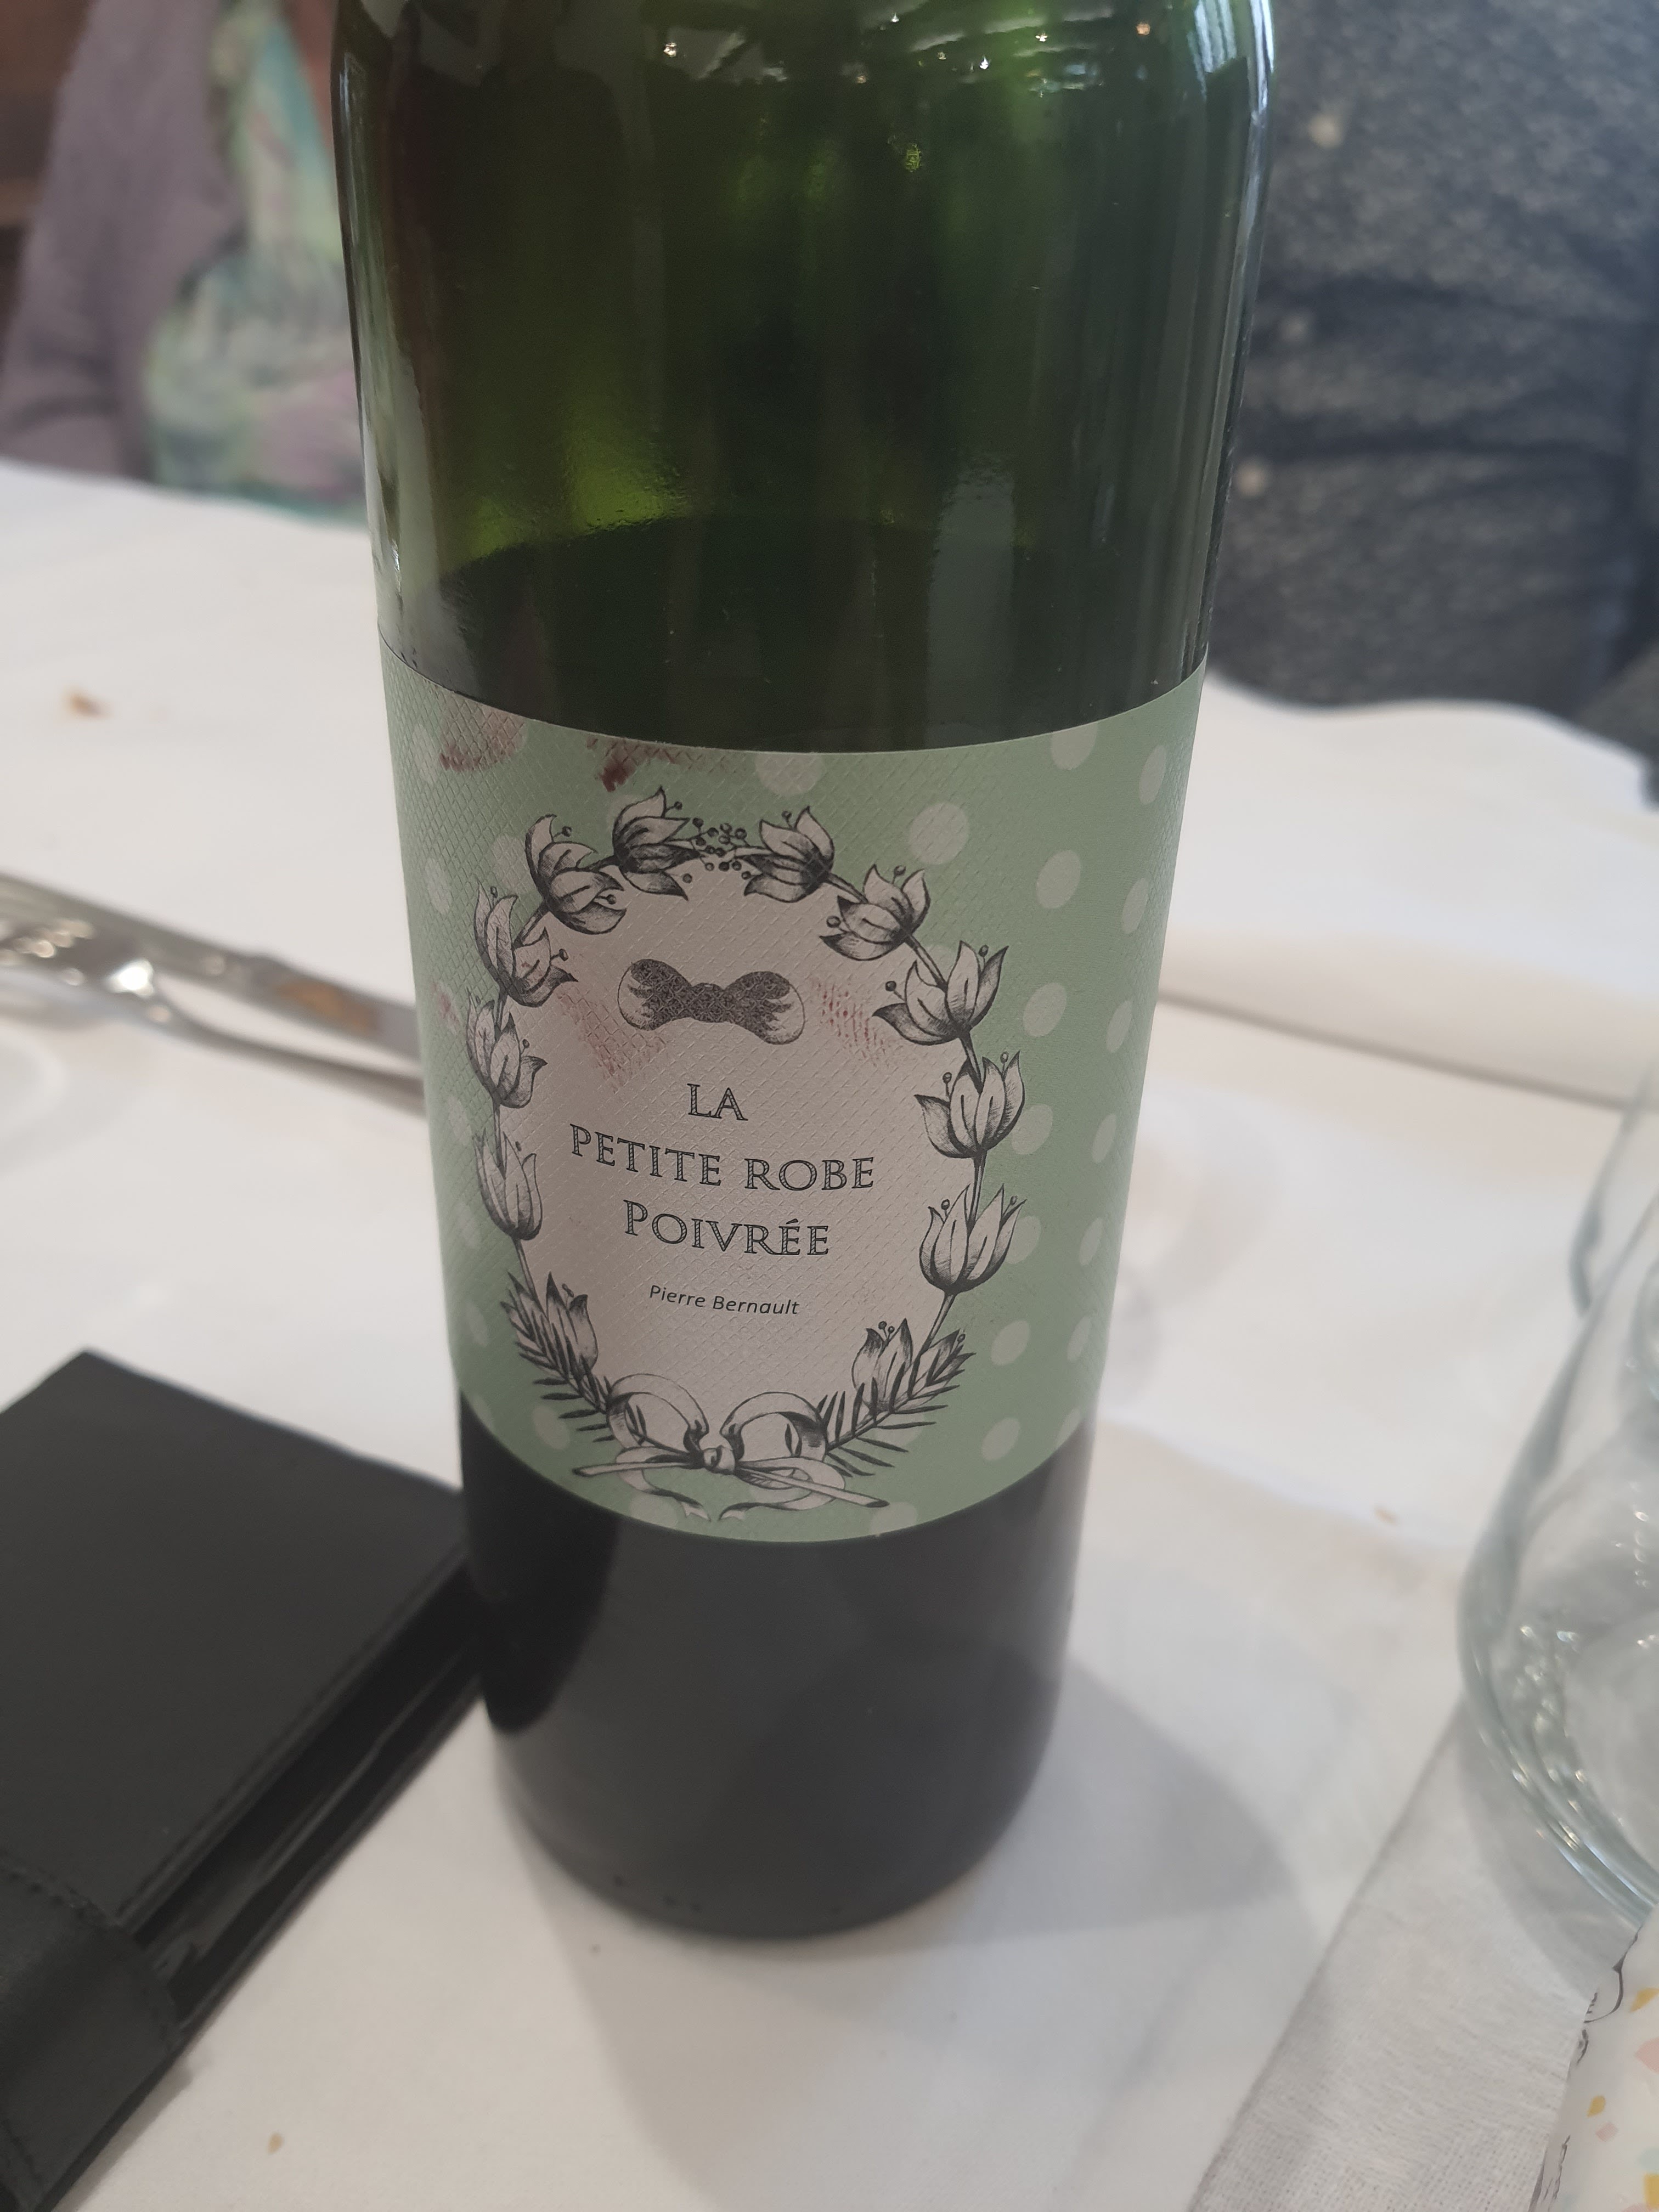 LA
PETITE ROBE
POIVRÉE
Pierre Bernault